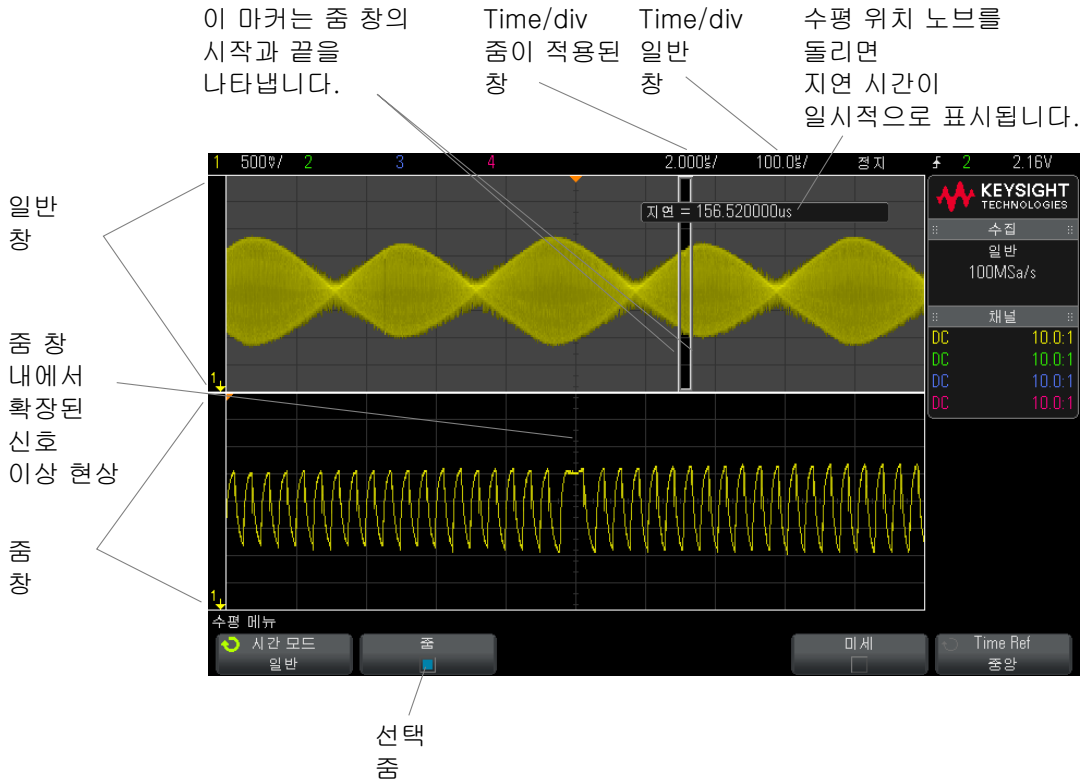 이 마커는 줌 창의
시작과 끝을
나타냅니다.
Time/div
줌이 적용된
창
Time/div
일반
창
수평 위치 노브를
돌리면
지연 시간이
일시적으로 표시됩니다.
1 500㎷/ 2 3 4 2.000㎲/ 100.0㎲/ 정지 2 2.16V
일반
창
지연 = 156.520000us
KEYSIGHT
TECHNOLOGIES
수집
일반
100MSa/s
채널
DC 10.0:1
DC 10.0:1
DC 10.0:1
DC 10.0:1
1
줌 창
내에서
확장된
신호
이상 현상
줌
창
1
수평 메뉴
시간 모드
일반
줌
미세
Time Ref
중앙
선택
줌